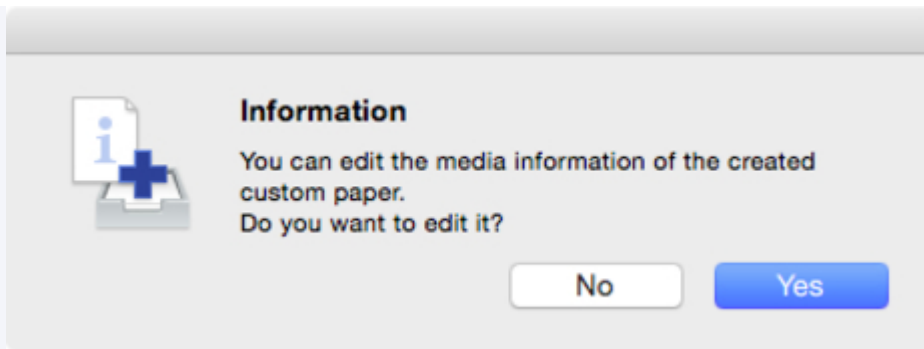 Information
You can edit the media information of the created
custom paper.
Do you want to edit it?
No Yes